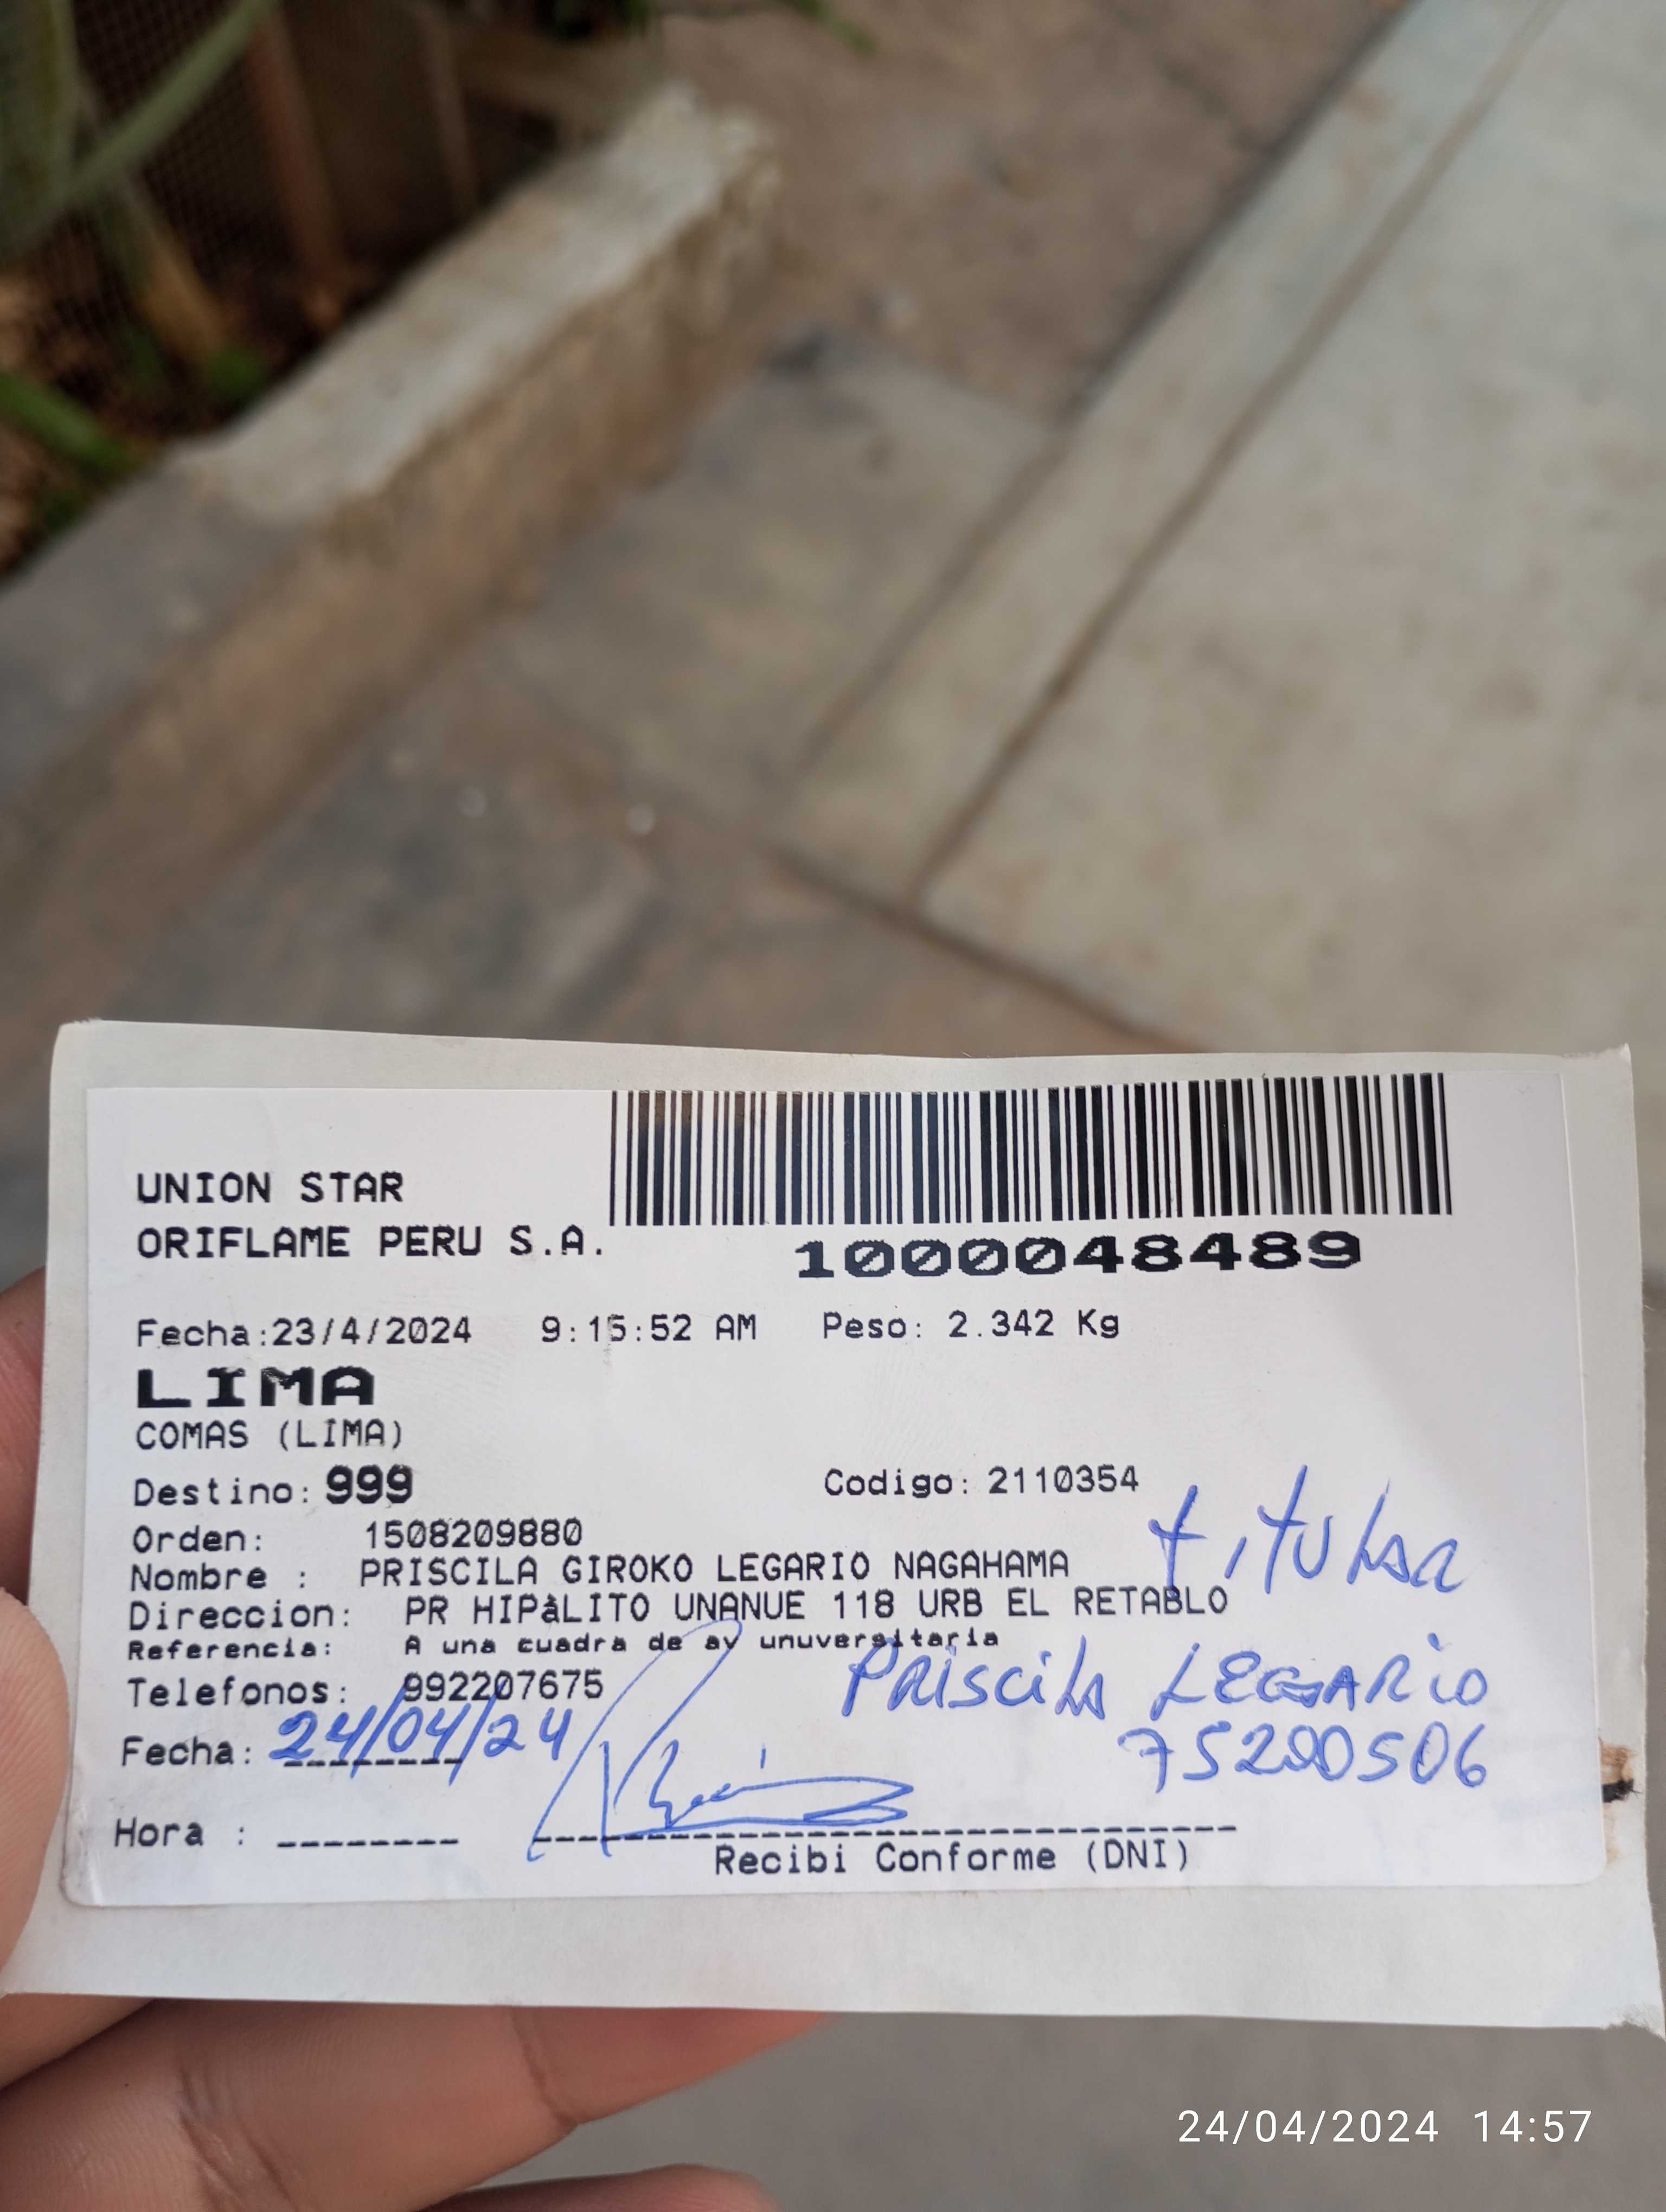 UNION STAR
ORIFLAME PERU S.A.
1000048489
Fecha:23/4/2024 9:15:52 AM Peso: 2.342 Kg
LIMA
COMAS (LIMA)
Destino: 999 Codigo: 2110354
Orden: 1508209880
titular
Nombre : PRISCILA GIROKO LEGARIO NAGAHAMA
Direccion: PR HIPàLITO UNANUE 118 URB EL RETABLO
Referencia: A una cuadra de av unuversitaria
Telefonos: 992207675
PRiSCiLA LEGARio
Fecha: 24/04/24
75200506
Hora : --------
Recibi Conforme (DNI)
24/04/2024 14:57